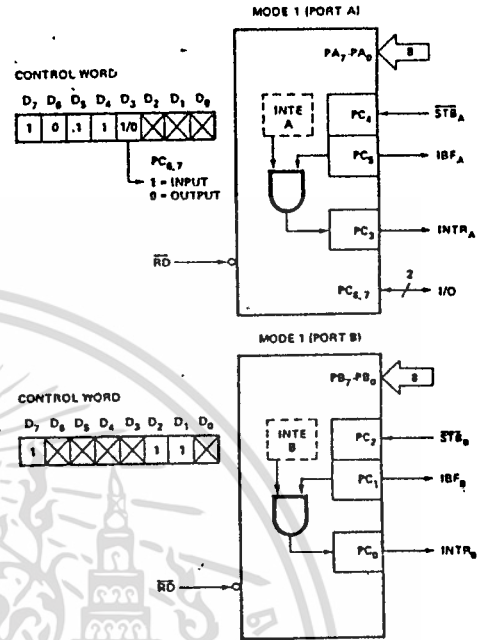 MODE 1 (PORT A)
PA7-PA0
8
CONTROL WORD
D7 D6 D5 D4 D3 D2 D1 D0
1 0 .1 1 1/0
PC6,7
1 = INPUT
0 = OUTPUT
INTE
A
PC4
STBA
PC5
IBFA
PC3
INTRA
RD
PC6,7
2
I/O
MODE 1 (PORT B)
PB7-PB0
8
CONTROL WORD
D7 D6 D5 D4 D3 D2 D1 D0
1 1 1
INTE
B
PC2
STBB
PC1
IBFB
PC0
INTRB
RD